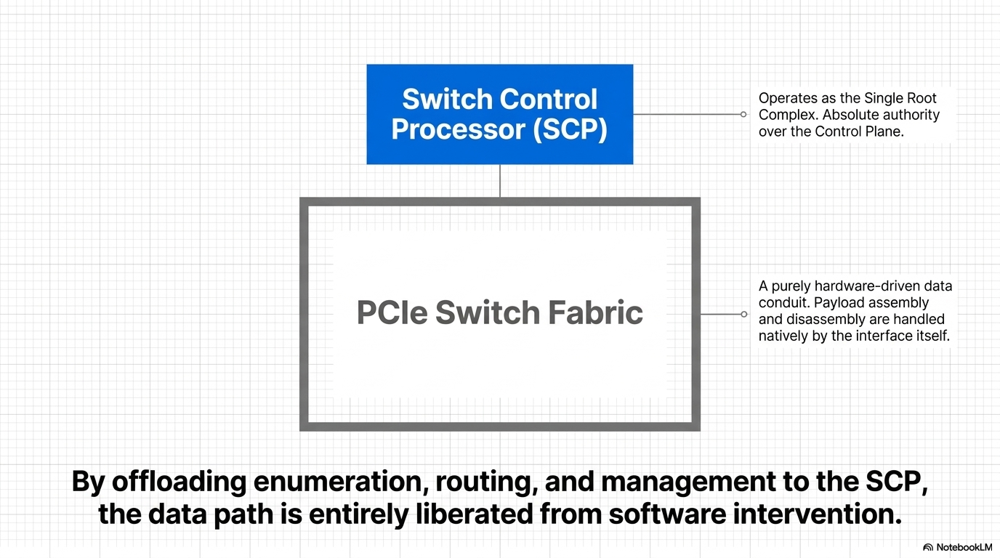 Switch Control
Processor (SCP)
Operates as the Single Root
Complex. Absolute authority
over the Control Plane.
PCIe Switch Fabric
A purely hardware-driven data
conduit. Payload assembly
and disassembly are handled
natively by the interface itself.
By offloading enumeration, routing, and management to the SCP,
the data path is entirely liberated from software intervention.
NotebookLM